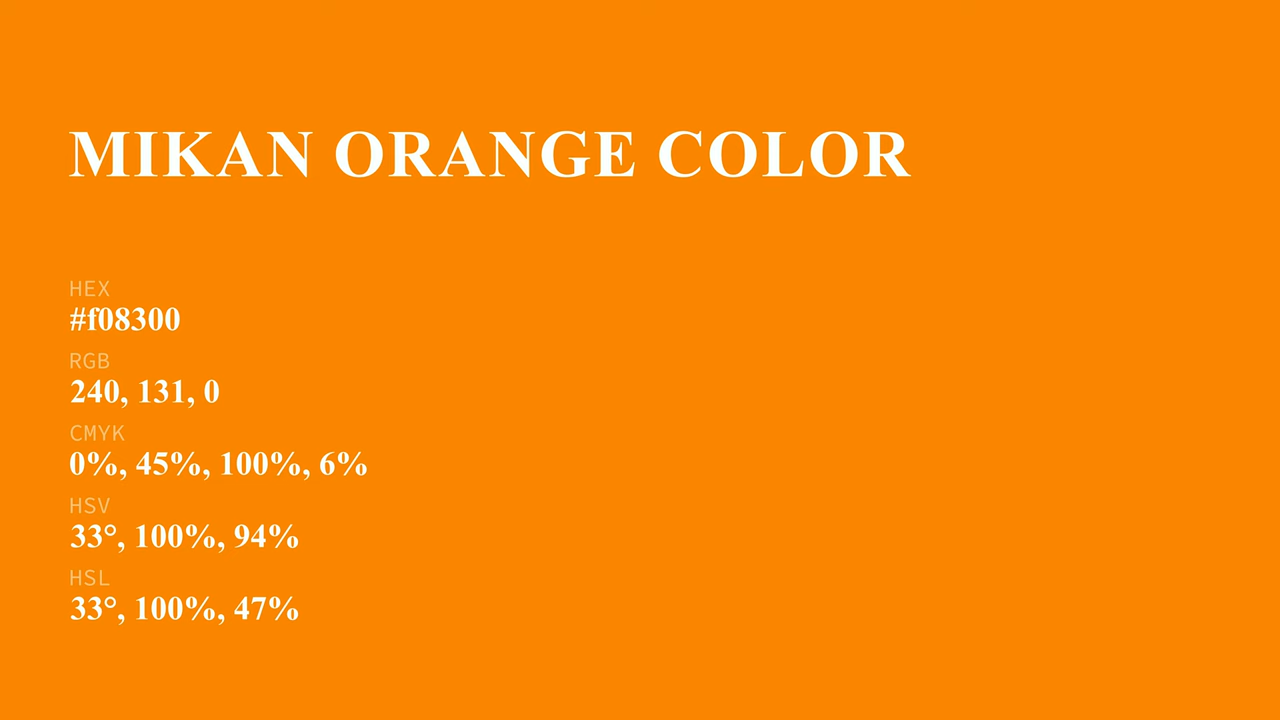 MIKAN ORANGE COLOR
HEX
#f08300
RGB
240, 131, 0
CMYK
0%, 45%, 100%, 6%
HSV
33°, 100%, 94%
HSL
33°, 100%, 47%